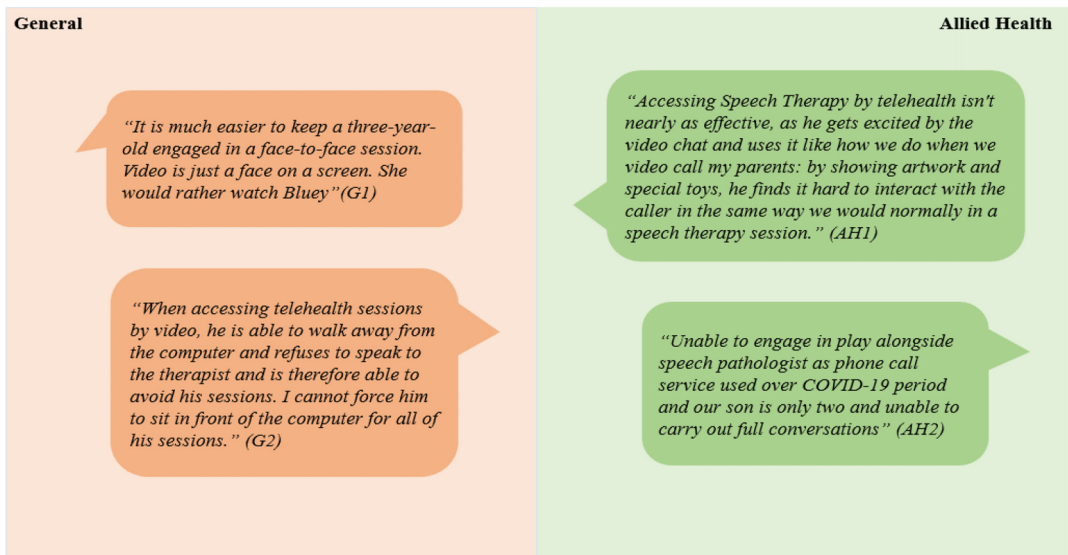 General
“It is much easier to keep a three-year-
old engaged in a face-to-face session.
Video is just a face on a screen. She
would rather watch Bluey”(G1)
“When accessing telehealth sessions
by video, he is able to walk away from
the computer and refuses to speak to
the therapist and is therefore able to
avoid his sessions. I cannot force him
to sit in front of the computer for all of
his sessions.” (G2)
Allied Health
“Accessing Speech Therapy by telehealth isn't
nearly as effective, as he gets excited by the
video chat and uses it like how we do when we
video call my parents: by showing artwork and
special toys, he finds it hard to interact with the
caller in the same way we would normally in a
speech therapy session.” (AH1)
“Unable to engage in play alongside
speech pathologist as phone call
service used over COVID-19 period
and our son is only two and unable to
carry out full conversations” (AH2)